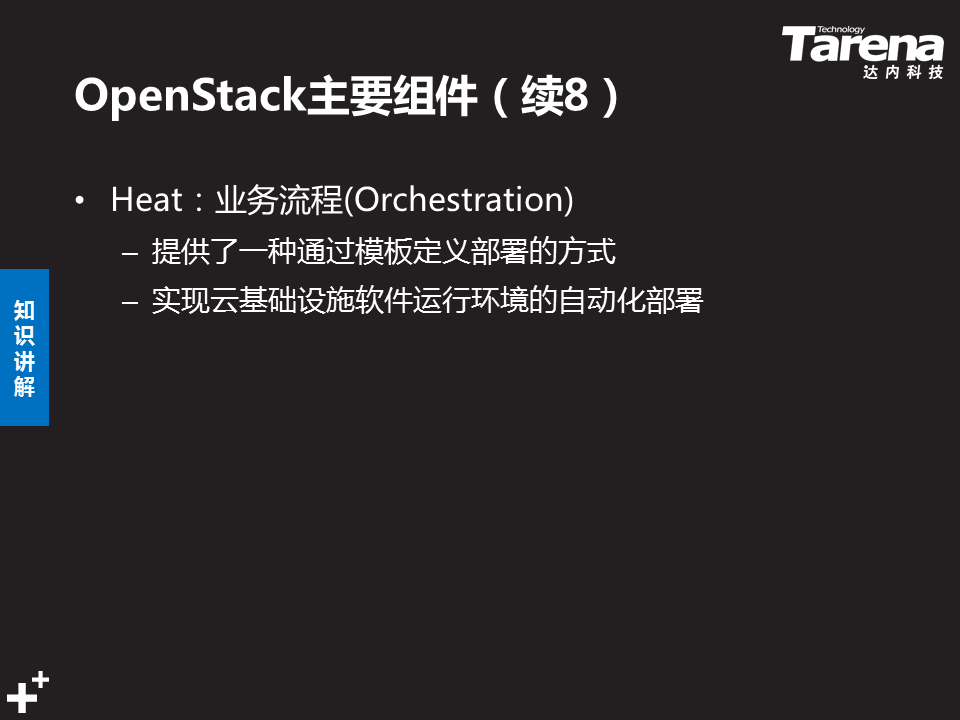 Technology
Tarena
达内科技
OpenStack主要组件（续8）
• Heat：业务流程(Orchestration)
– 提供了一种通过模板定义部署的方式
– 实现云基础设施软件运行环境的自动化部署
知
识
讲
解